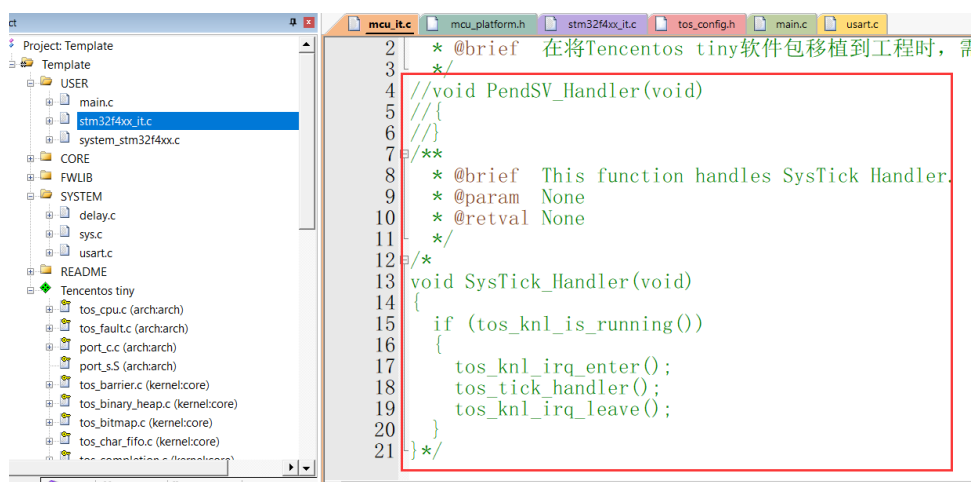 ct
Project: Template
Template
USER
main.c
stm32f4xx_it.c
system_stm32f4xx.c
CORE
FWLIB
SYSTEM
delay.c
sys.c
usart.c
README
Tencentos tiny
tos_cpu.c (arch:arch)
tos_fault.c (arch:arch)
port_c.c (arch:arch)
port_s.S (arch:arch)
tos_barrier.c (kernel:core)
tos_binary_heap.c (kernel:core)
tos_bitmap.c (kernel:core)
tos_char_fifo.c (kernel:core)
tos_completion.c (kernel:core)
mcu_it.c mcu_platform.h stm32f4xx_it.c tos_config.h main.c usart.c
2 * @brief 在将Tencentos tiny软件包移植到工程时，需
3 */
4 //void PendSV_Handler(void)
5 //{
6 //}
7 /**
8 * @brief This function handles SysTick Handler.
9 * @param None
10 * @retval None
11 */
12 /*
13 void SysTick_Handler(void)
14 {
15 if (tos_knl_is_running())
16 {
17 tos_knl_irq_enter();
18 tos_tick_handler();
19 tos_knl_irq_leave();
20 }
21 }*/